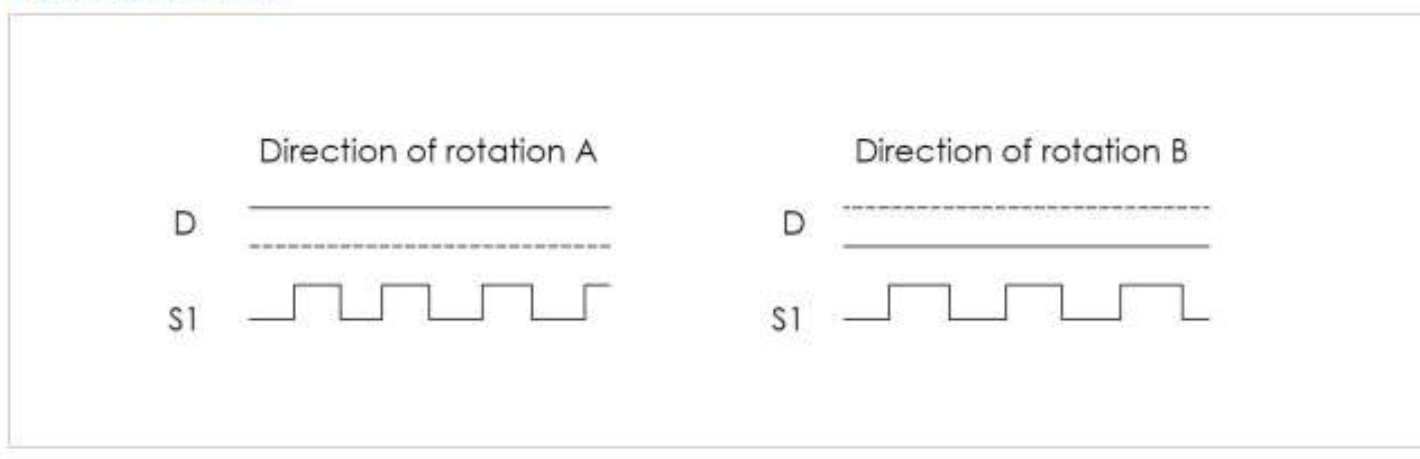 Direction of rotation A
Direction of rotation B
D
D
S1
S1